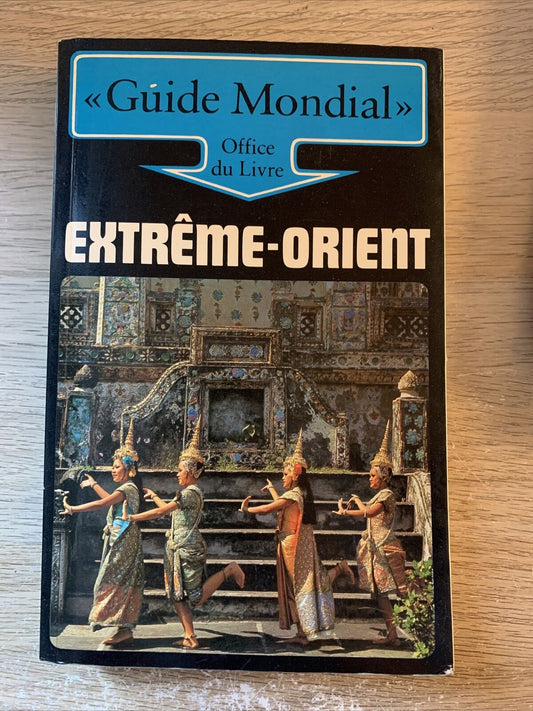 « Guide Mondial »
Office
du Livre
EXTRÊME-ORIENT